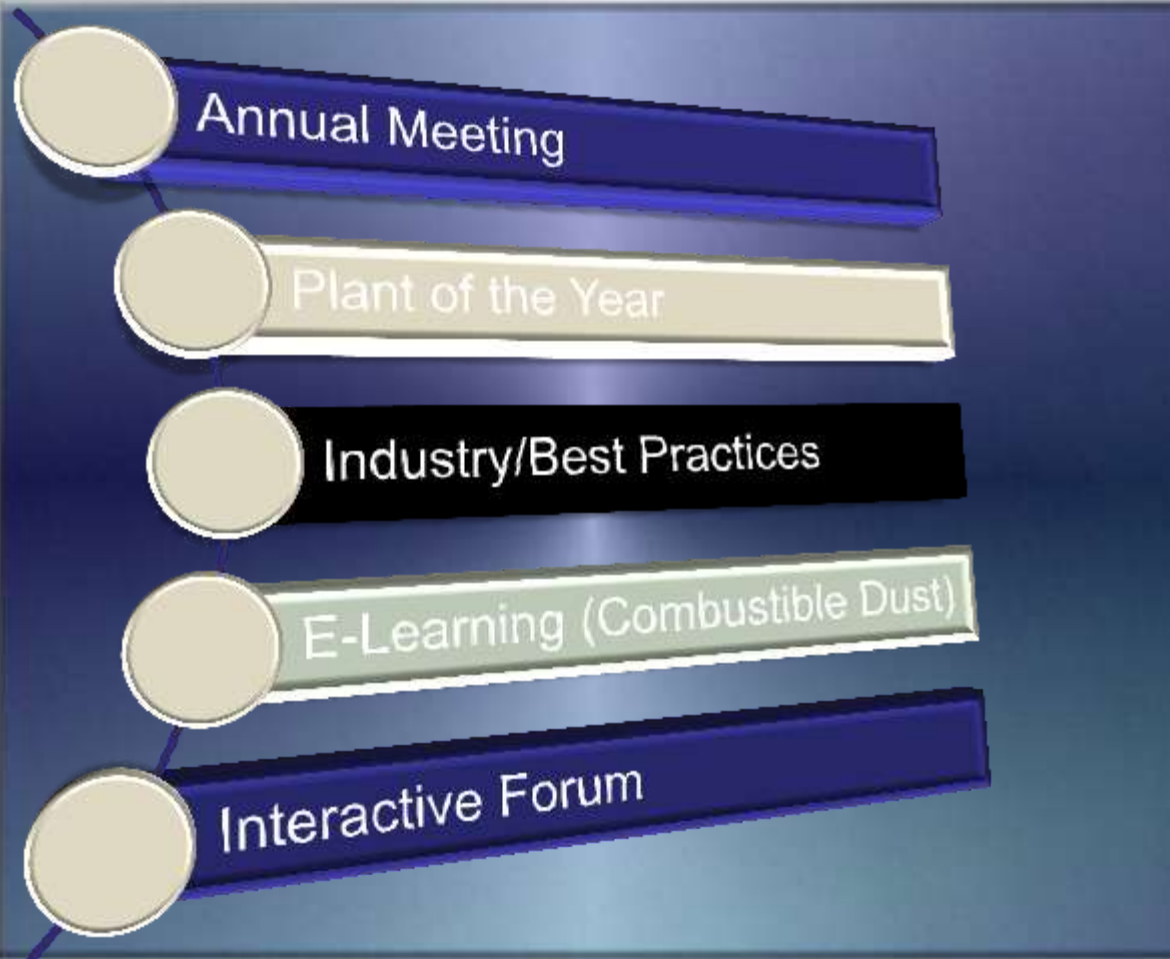 Annual Meeting
Plant of the Year
Industry/Best Practices
E-Learning (Combustible Dust)
Interactive Forum